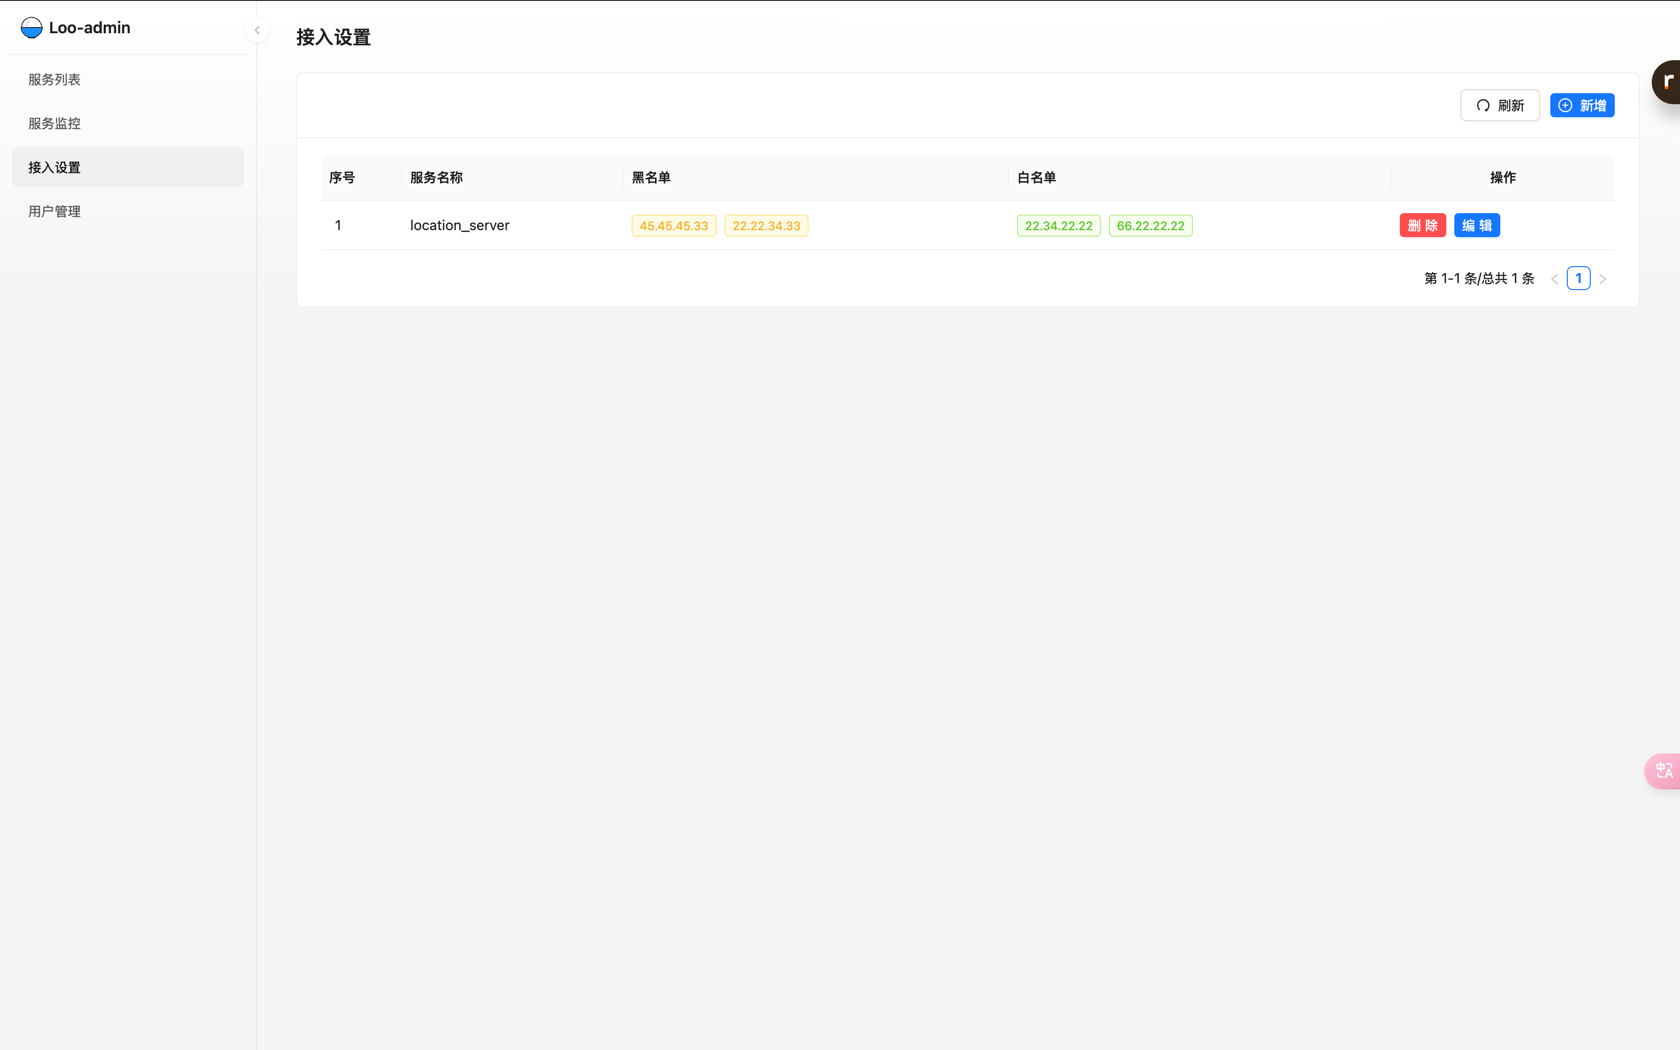 Loo-admin
服务列表
服务监控
接入设置
用户管理
接入设置
刷新 新增
序号 服务名称 黑名单 白名单 操作
1 location_server 45.45.45.33 22.22.34.33 22.34.22.22 66.22.22.22 删除 编辑
第 1-1 条/总共 1 条 < 1 >
r
中A